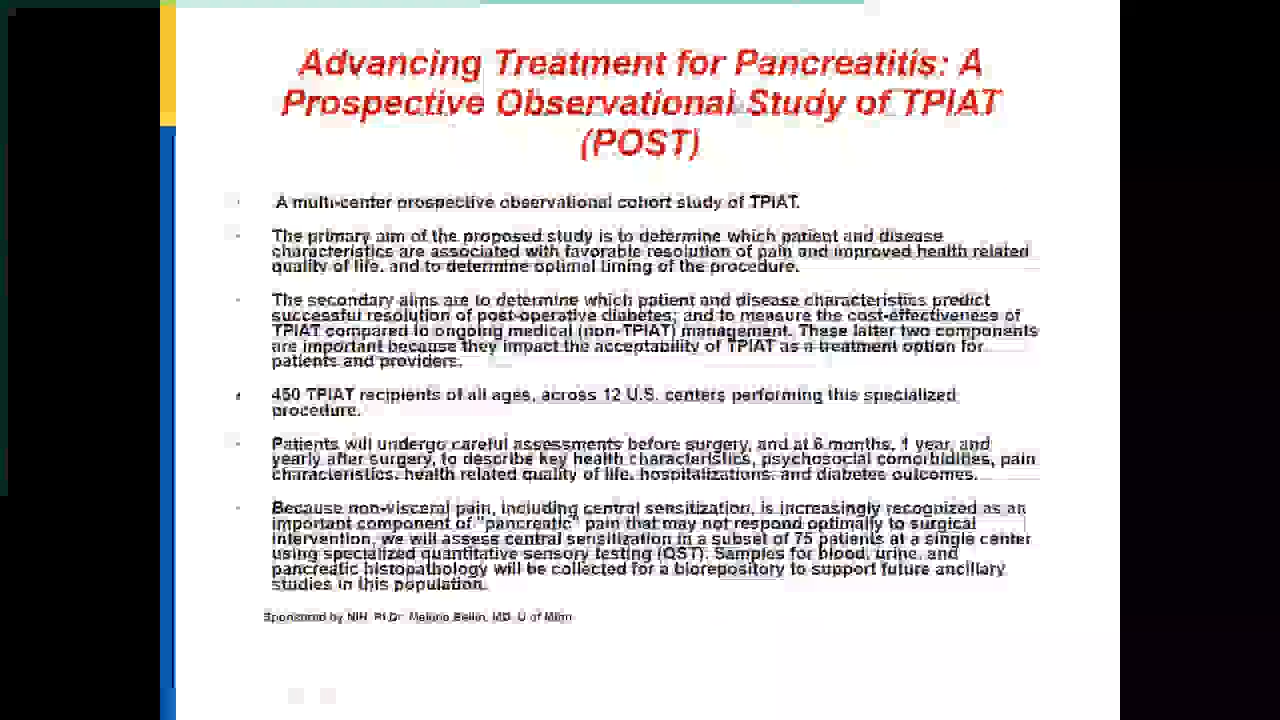 Advancing Treatment for Pancreatitis: A
Prospective Observational Study of TPIAT
(POST)
A multi-center prospective observational cohort study of TPIAT.
The primary aim of the proposed study is to determine which patient and disease
characteristics are associated with favorable resolution of pain and improved health related
quality of life, and to determine optimal timing of the procedure.
The secondary aims are to determine which patient and disease characteristics predict
successful resolution of post-operative diabetes; and to measure the cost-effectiveness of
TPIAT compared to ongoing medical (non-TPIAT) management. These latter two components
are important because they impact the acceptability of TPIAT as a treatment option for
patients and providers.
450 TPIAT recipients of all ages, across 12 U.S. centers performing this specialized
procedure.
Patients will undergo careful assessments before surgery, and at 6 months, 1 year, and
yearly after surgery, to describe key health characteristics, psychosocial comorbidities, pain
characteristics, health related quality of life, hospitalizations, and diabetes outcomes.
Because non-visceral pain, including central sensitization, is increasingly recognized as an
important component of "pancreatic" pain that may not respond optimally to surgical
intervention, we will assess central sensitization in a subset of 75 patients at a single center
using specialized quantitative sensory testing (QST). Samples for blood, urine, and
pancreatic histopathology will be collected for a biorepository to support future ancillary
studies in this population.
Sponsored by NIH PI Dr. Bellin, MD U of Minn